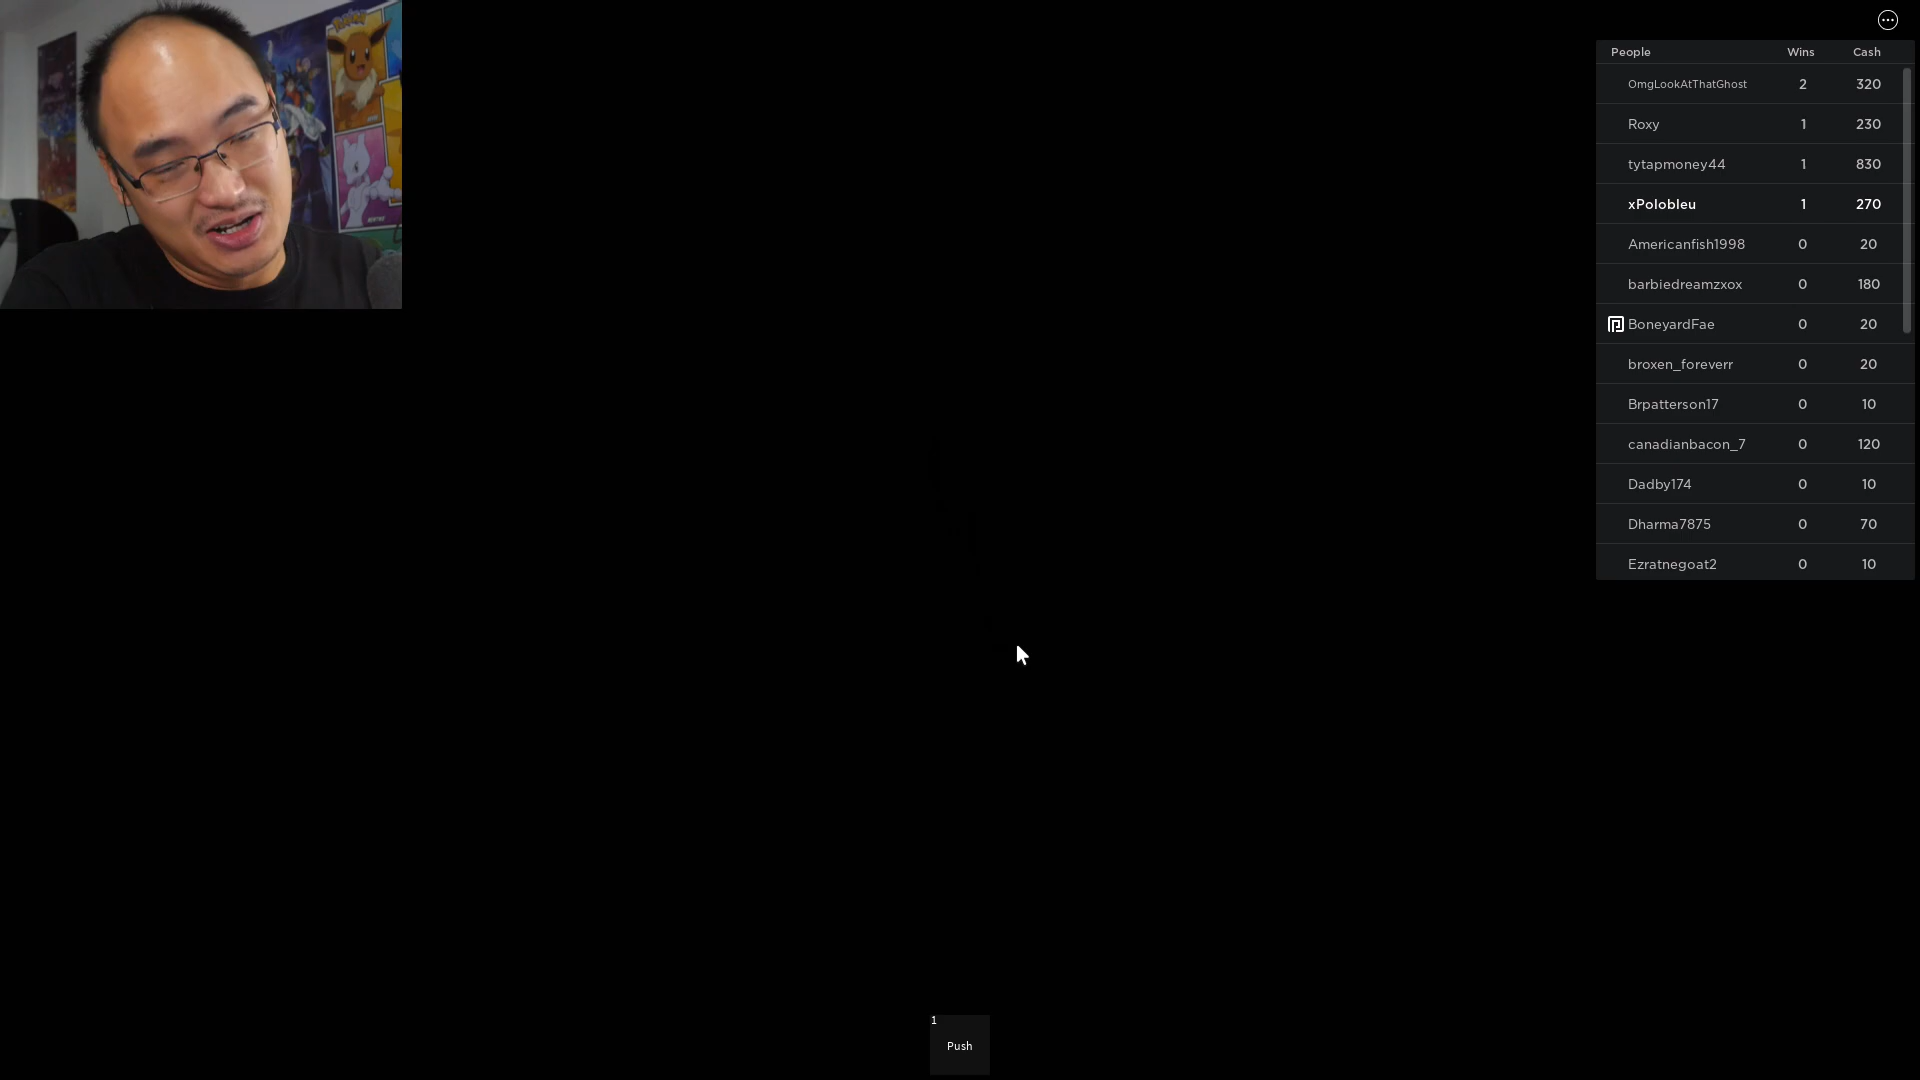 People Wins Cash
OmgLookAtThatGhost 2 320
Roxy 1 230
tytapmoney44 1 830
xPolobleu 1 270
Americanfish1998 0 20
barbiedreamzxox 0 180
BoneyardFae 0 20
broxen_foreverr 0 20
Brpatterson17 0 10
canadianbacon_7 0 120
Dadby174 0 10
Dharma7875 0 70
Ezratnegoat2 0 10
1
Push